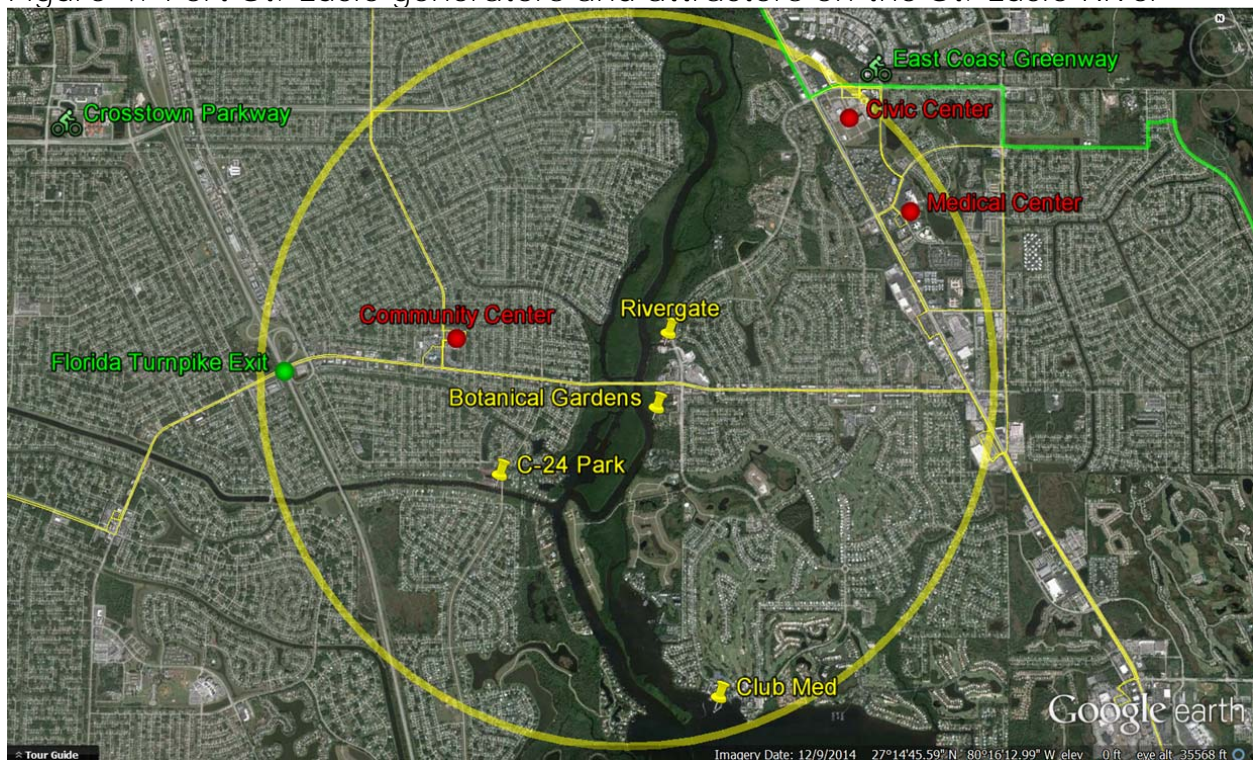 Figure 4. Port St. Lucie generators and attractors on the St. Lucie River
East Coast Greenway
Crosstown Parkway
Civic Center
Medical Center
Rivergate
Community Center
Florida Turnpike Exit
Botanical Gardens
C-24 Park
Club Med
Google earth
Tour Guide
Imagery Date: 12/9/2014 27°14'45.59" N 80°16'12.99" W elev 0 ft eye alt 35568 ft